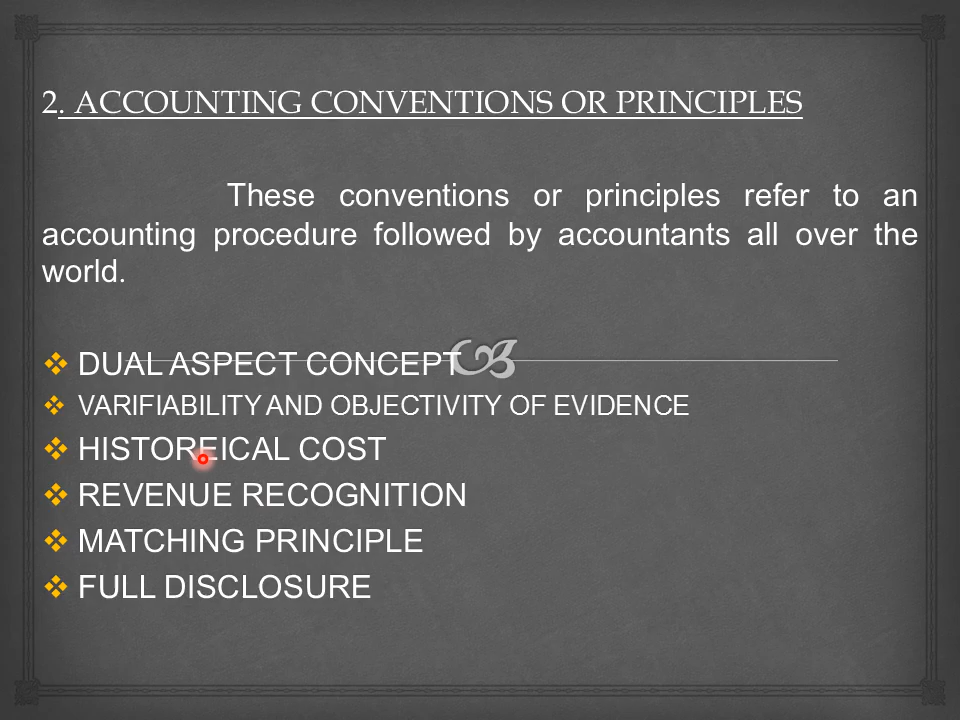 2. ACCOUNTING CONVENTIONS OR PRINCIPLES
These conventions or principles refer to an
accounting procedure followed by accountants all over the
world.
DUAL ASPECT CONCEPT
VARIFIABILITY AND OBJECTIVITY OF EVIDENCE
HISTOREICAL COST
REVENUE RECOGNITION
MATCHING PRINCIPLE
FULL DISCLOSURE